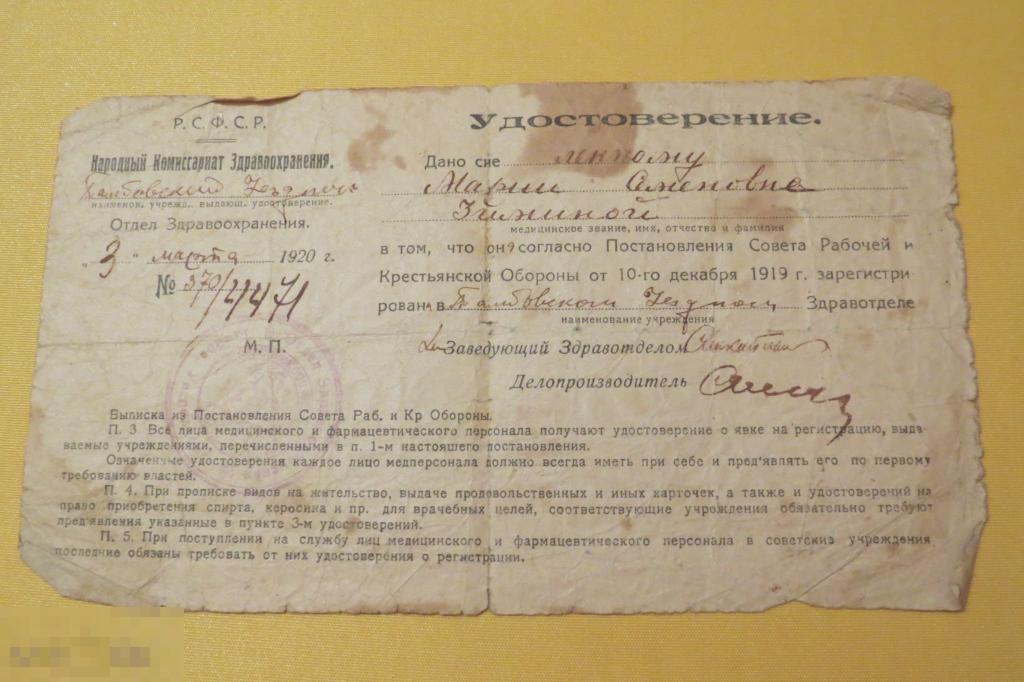 Р. С. Ф. С. Р.
Народный Комиссариат Здравоохранения.
Тамбовский Уездный
наименов. учрежд., выдающ. удостоверение.
Отдел Здравоохранения.
„3„ марта 1920 г.
№ 370/4471
М. П.
Удостоверение.
Дано сие лекпому
Марии Семеновне
медицинское звание, имя, отчество и фамилия
в том, что она согласно Постановления Совета Рабочей и
Крестьянской Обороны от 10-го декабря 1919 г. зарегистри
рован в Тамбовском Уездном Здравотделе
наименование учреждения
Заведующий Здравотделом
Делопроизводитель
Выписка из Постановления Совета Раб. и Кр Обороны.
П. 3 Все лица медицинского и фармацевтического персонала получают удостоверение о явке на регистрацию, выда-
ваемые учреждениями, перечисленными в п. 1-м настоящего постановления.
Означенные удостоверения каждое лицо медперсонала должно всегда иметь при себе и пред'являть его по первому
требованию властей.
П. 4. При прописке видов на жительство, выдаче продовольственных и иных карточек, а также и удостоверений на
право приобретения спирта, керосина и пр. для врачебных целей, соответствующие учреждения обязательно требуют
пред'явления указанные в пункте 3-м удостоверений.
П. 5. При поступлении на службу лиц медицинского и фармацевтического персонала в советския учреждения
последние обязаны требовать от них удостоверения о регистрации.